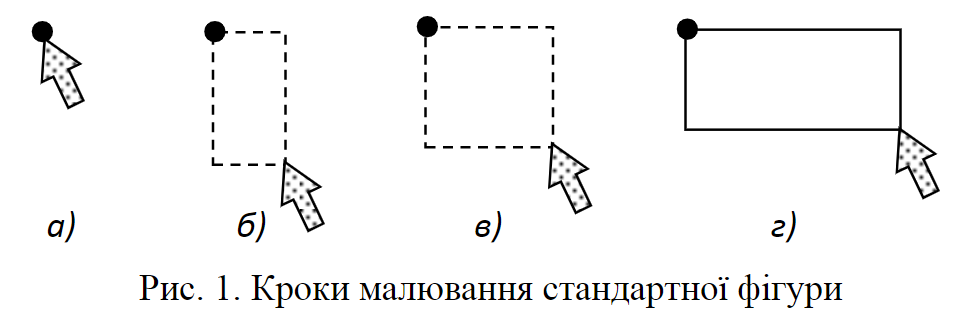 а) б) в) г)
Рис. 1. Кроки малювання стандартної фігури